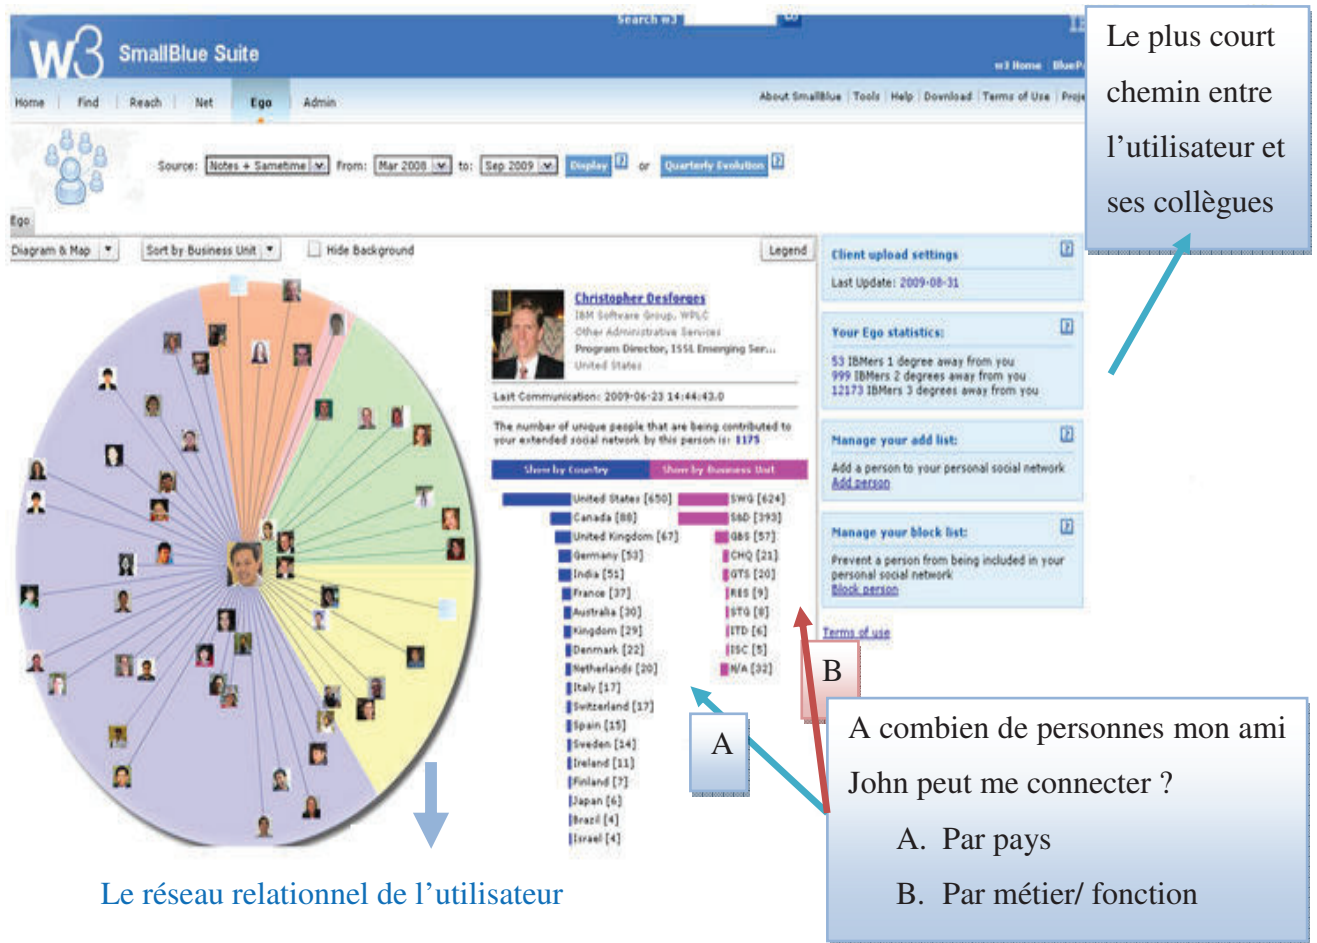 Search w3
Go
w3 SmallBlue Suite
w3 Home BlueP
Home Find Reach Net Ego Admin
About SmallBlue Tools Help Download Terms of Use Proje
Source: Notes + Sametime From: Mar 2008 to: Sep 2009 Display ? or Quarterly Evolution ?
Ego
Diagram & Map Sort by Business Unit Hide Background Legend
Christopher Desforges
IBM Software Group, WPLC
Other Administrative Services
Program Director, ISSL Emerging Ser...
United States
Last Communication: 2009-06-23 14:44:43.0
The number of unique people that are being contributed to
your extended social network by this person is: 1175
Show by Country Show by Business Unit
United States [650]
Canada [88]
United Kingdom [67]
Germany [53]
India [51]
France [37]
Australia [30]
Kingdom [29]
Denmark [22]
Netherlands [20]
Italy [17]
Switzerland [17]
Spain [15]
Sweden [14]
Ireland [11]
Finland [7]
Japan [6]
Brazil [4]
Israel [4]
SWG [624]
S&D [393]
GBS [57]
CHQ [21]
GTS [20]
RES [9]
STG [8]
ITD [6]
ISC [5]
N/A [32]
Client upload settings ?
Last Update: 2009-08-31
Your Ego statistics: ?
53 IBMers 1 degree away from you
999 IBMers 2 degrees away from you
12173 IBMers 3 degrees away from you
Manage your add list: ?
Add a person to your personal social network
Add person
Manage your block list: ?
Prevent a person from being included in your
personal social network
Block person
Terms of use
Le plus court
chemin entre
l’utilisateur et
ses collègues
A
B
A combien de personnes mon ami
John peut me connecter ?
A. Par pays
B. Par métier/ fonction
Le réseau relationnel de l’utilisateur